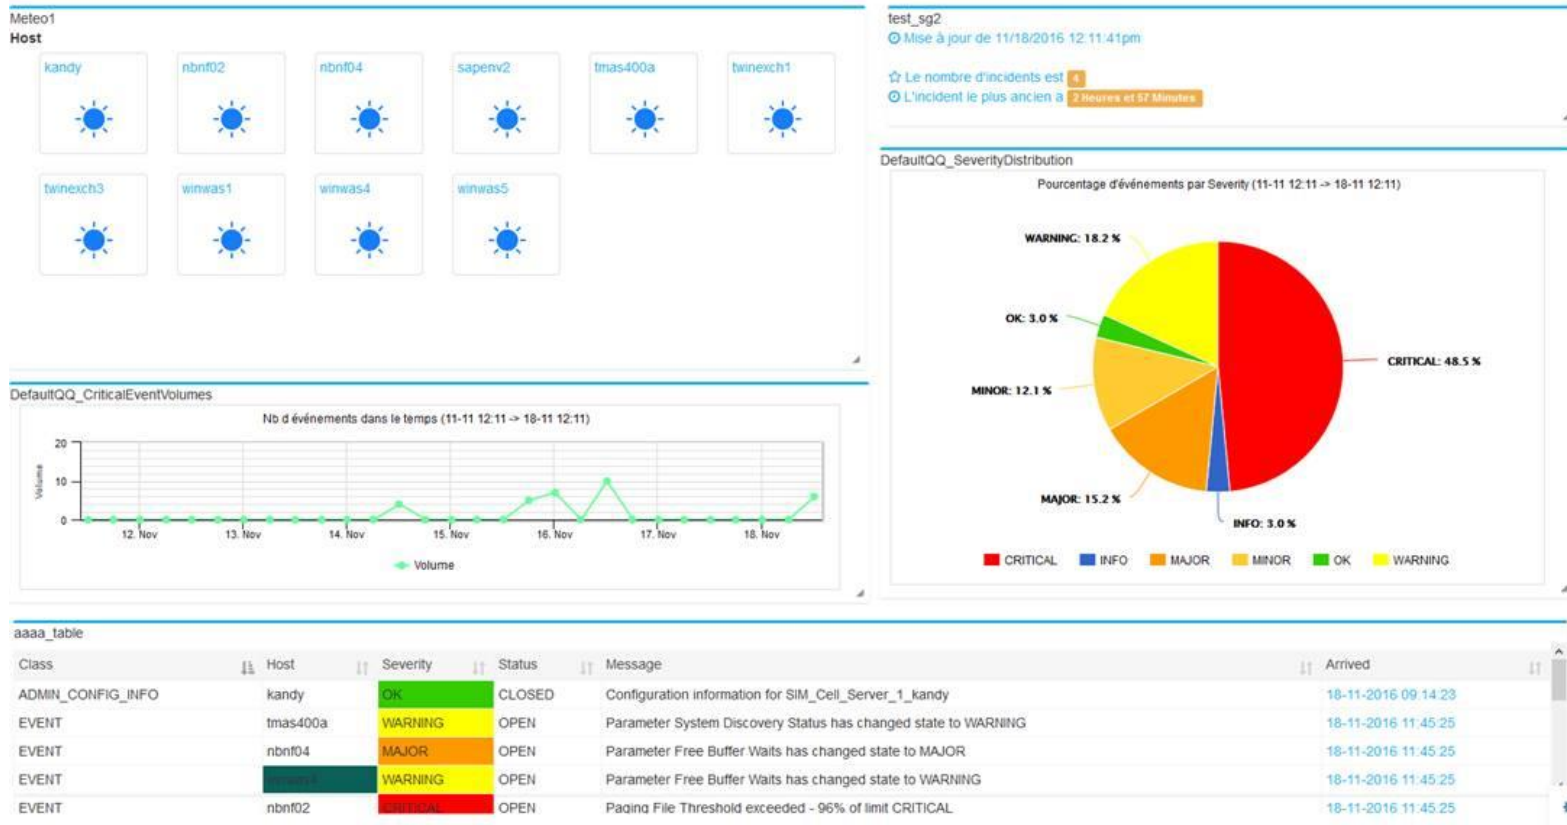 Meteo1
Host
kandy nbnf02 nbnf04 sapenv2 tmas400a twinexch1
twinexch3 winwas1 winwas4 winwas5
test_sg2
Mise à jour de 11/18/2016 12:11:41pm
Le nombre d'incidents est 4
L'incident le plus ancien a 2 Heures et 57 Minutes
DefaultQQ_SeverityDistribution
Pourcentage d'événements par Severity (11-11 12:11 -> 18-11 12:11)
WARNING: 18.2 %
OK: 3.0 %
CRITICAL: 48.5 %
MINOR: 12.1 %
MAJOR: 15.2 %
INFO: 3.0 %
CRITICAL INFO MAJOR MINOR OK WARNING
DefaultQQ_CriticalEventVolumes
Nb d événements dans le temps (11-11 12:11 -> 18-11 12:11)
Volume
20
10
0
12. Nov 13. Nov 14. Nov 15. Nov 16. Nov 17. Nov 18. Nov
Volume
aaaa_table
Class Host Severity Status Message Arrived
ADMIN_CONFIG_INFO kandy OK CLOSED Configuration information for SIM_Cell_Server_1_kandy 18-11-2016 09:14:23
EVENT tmas400a WARNING OPEN Parameter System Discovery Status has changed state to WARNING 18-11-2016 11:45:25
EVENT nbnf04 MAJOR OPEN Parameter Free Buffer Waits has changed state to MAJOR 18-11-2016 11:45:25
EVENT WARNING OPEN Parameter Free Buffer Waits has changed state to WARNING 18-11-2016 11:45:25
EVENT nbnf02 CRITICAL OPEN Paging File Threshold exceeded - 96% of limit CRITICAL 18-11-2016 11:45:25